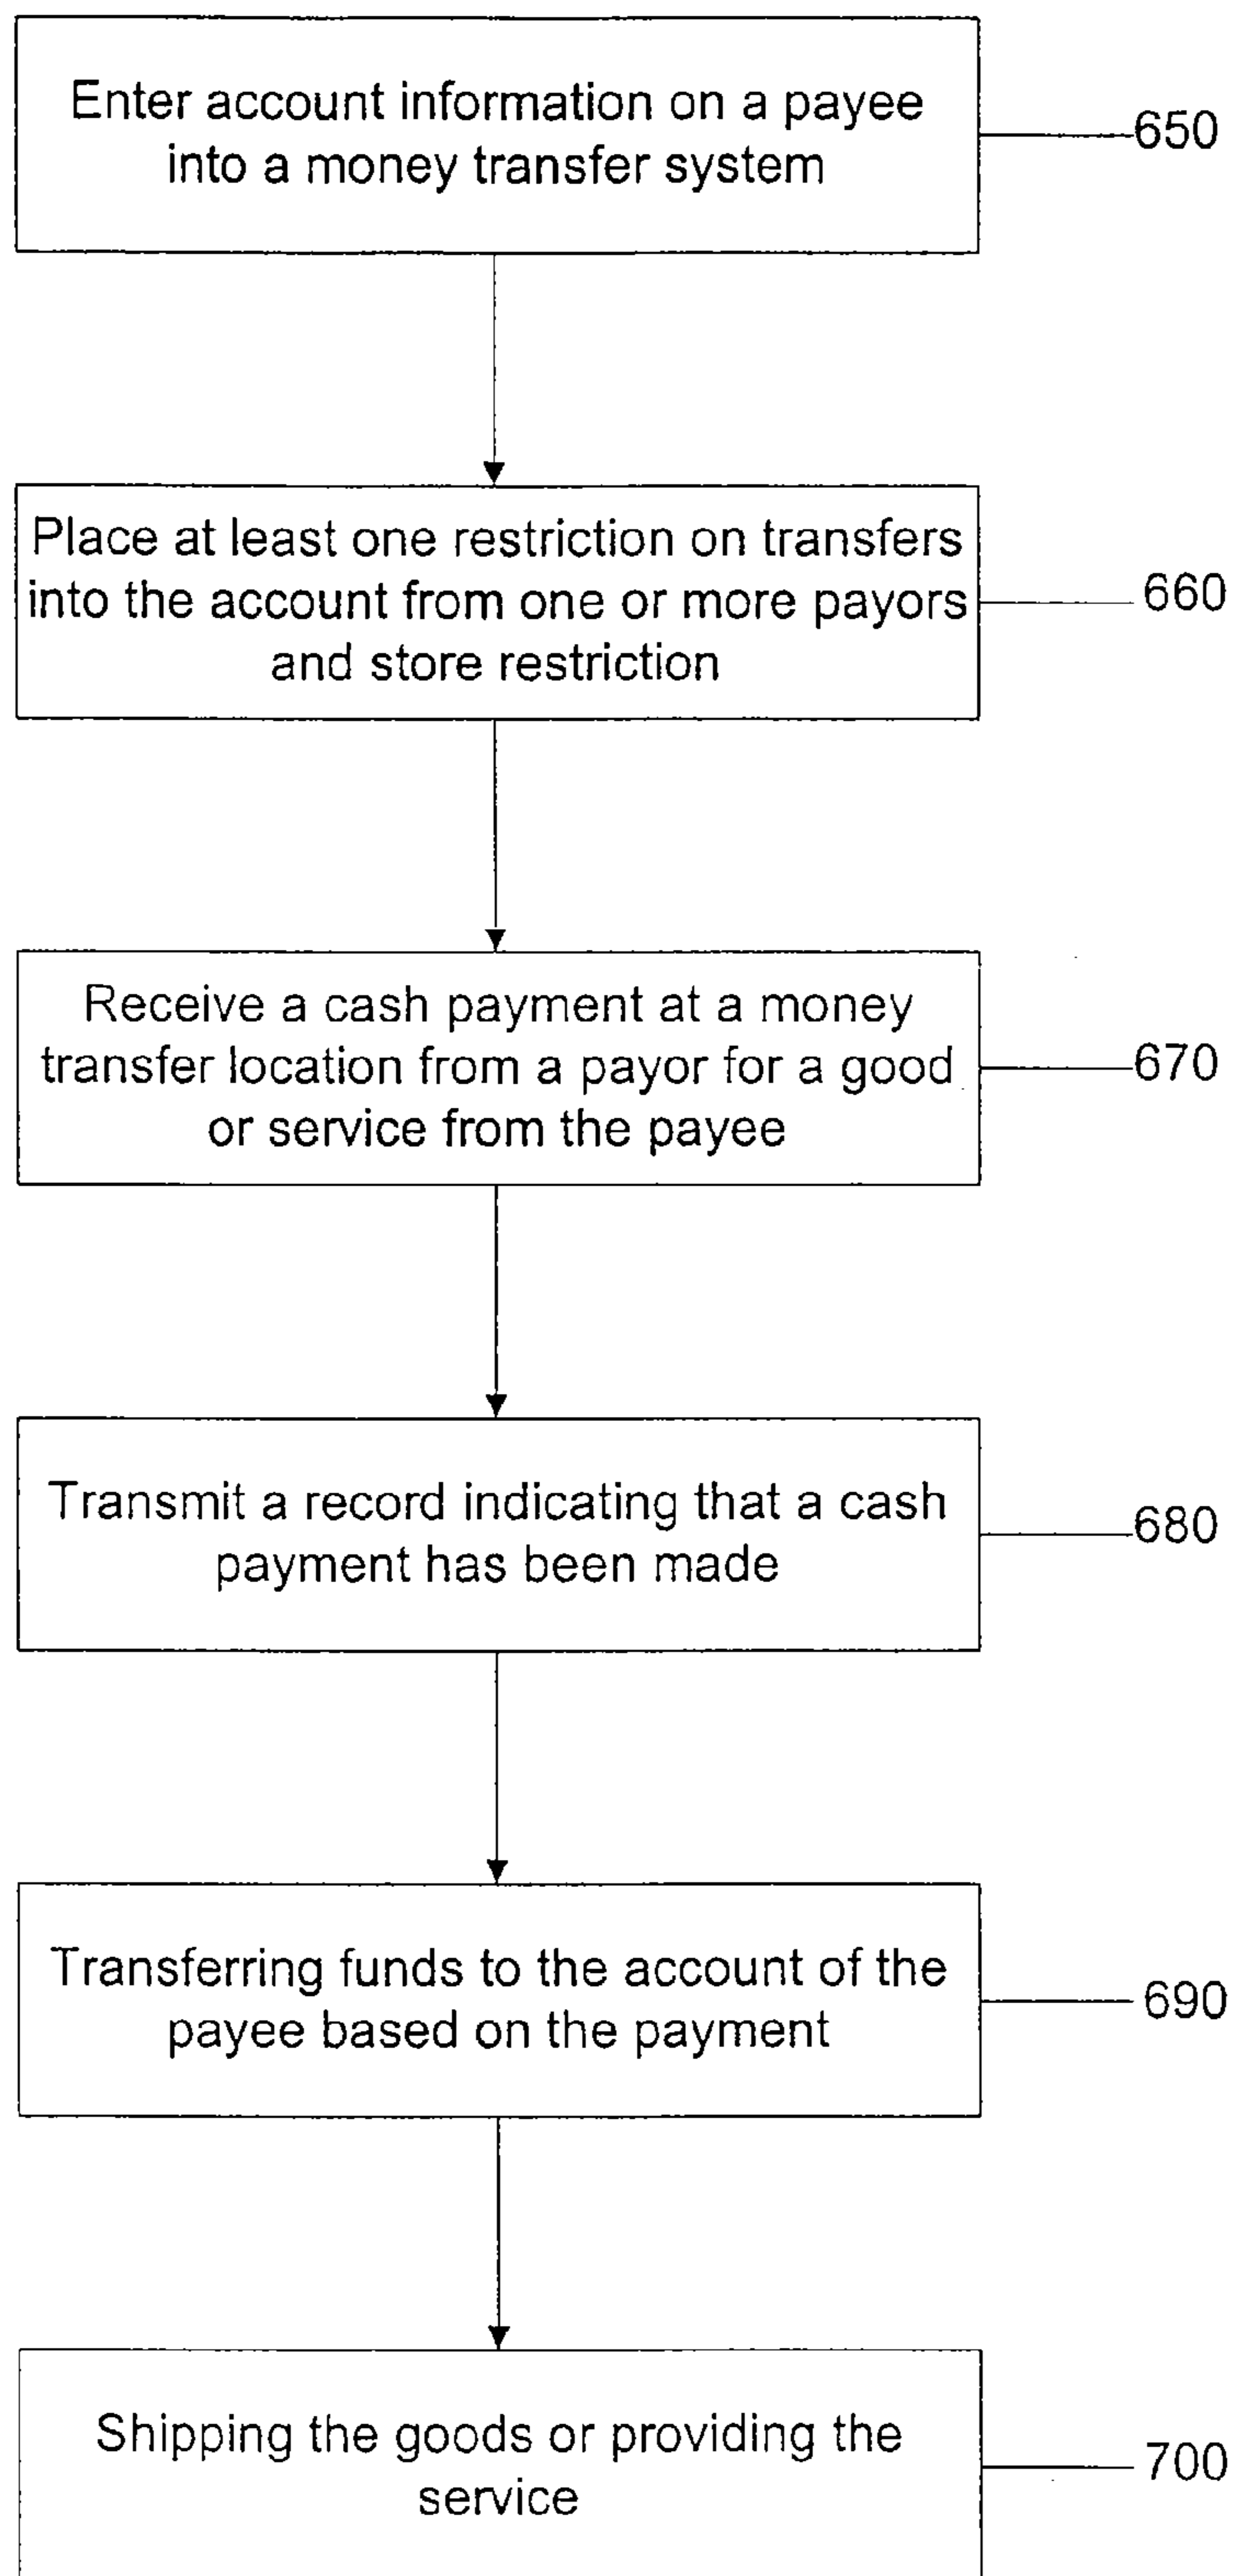 Enter account information on a payee
into a money transfer system
650
Place at least one restriction on transfers
into the account from one or more payors
and store restriction
660
Receive a cash payment at a money
transfer location from a payor for a good
or service from the payee
670
Transmit a record indicating that a cash
payment has been made
680
Transferring funds to the account of the
payee based on the payment
690
Shipping the goods or providing the
service
700